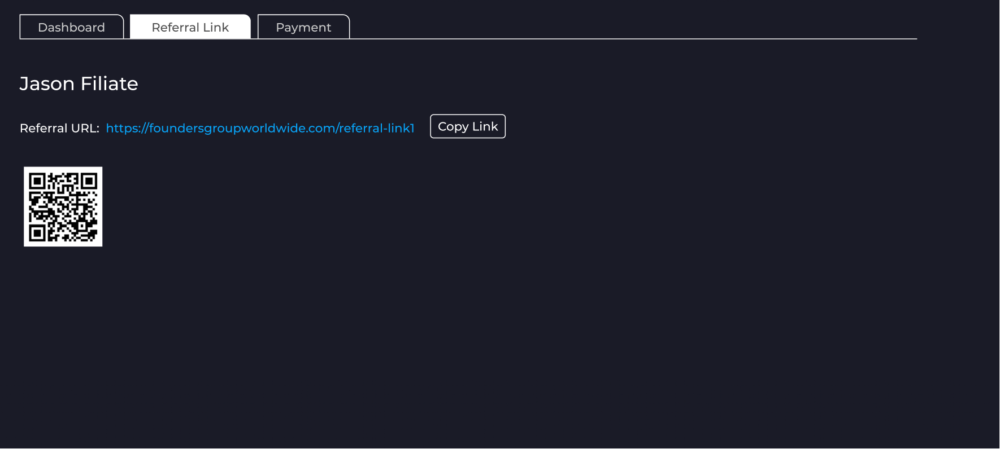 Dashboard Referral Link Payment
Jason Filiate
Referral URL: https://foundersgroupworldwide.com/referral-link1 Copy Link